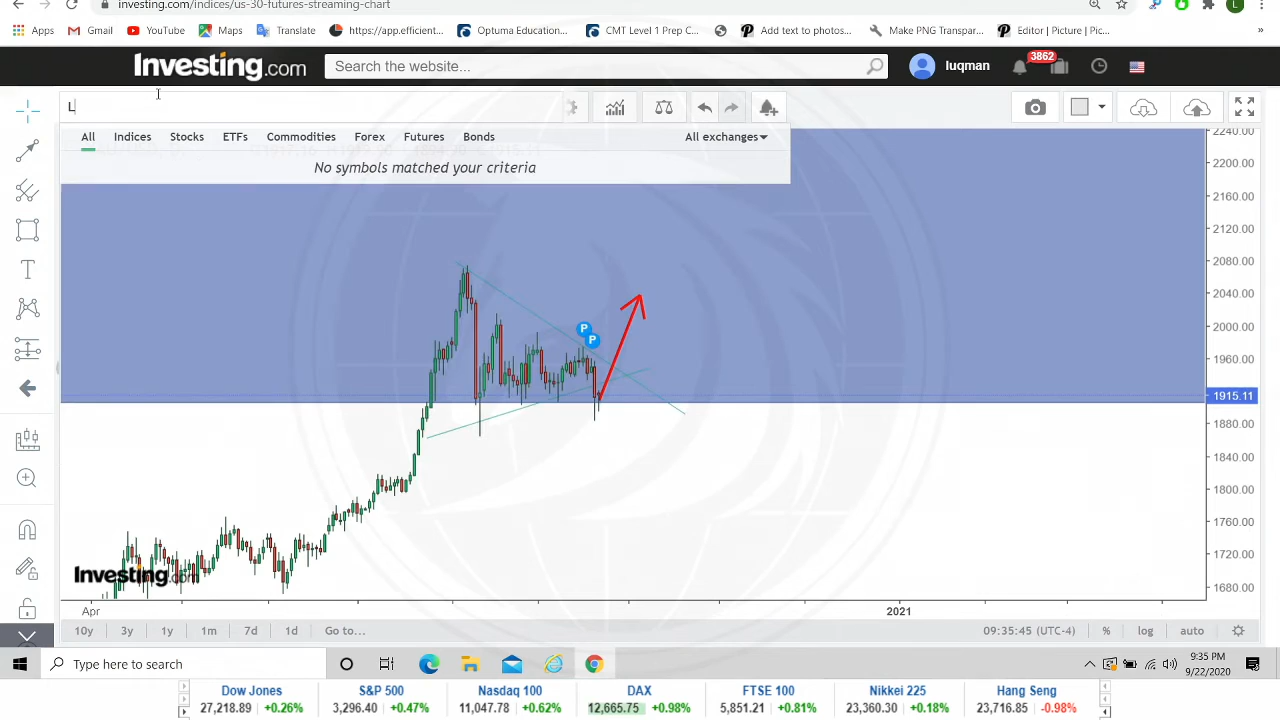 investing.com/indices/us-30-futures-streaming-chart
L
Apps
Gmail
YouTube
Maps
Translate
https://app.efficient...
Optuma Education...
CMT Level 1 Prep C...
Add text to photos...
Make PNG Transpar...
Editor | Picture | Pic...
»
Investing.com
Search the website...
luqman
3862
L
All
Indices
Stocks
ETFs
Commodities
Forex
Futures
Bonds
All exchanges
No symbols matched your criteria
2240.00
2200.00
2160.00
2120.00
2080.00
2040.00
2000.00
1960.00
1915.11
1880.00
1840.00
1800.00
1760.00
1720.00
1680.00
P
P
T
Investing.com
Apr
2021
10y
3y
1y
1m
7d
1d
Go to...
09:35:45 (UTC-4)
%
log
auto
Type here to search
9:35 PM
9/22/2020
Dow Jones
27,218.89 +0.26%
S&P 500
3,296.40 +0.47%
Nasdaq 100
11,047.78 +0.62%
DAX
12,665.75 +0.98%
FTSE 100
5,851.21 +0.81%
Nikkei 225
23,360.30 +0.18%
Hang Seng
23,716.85 -0.98%